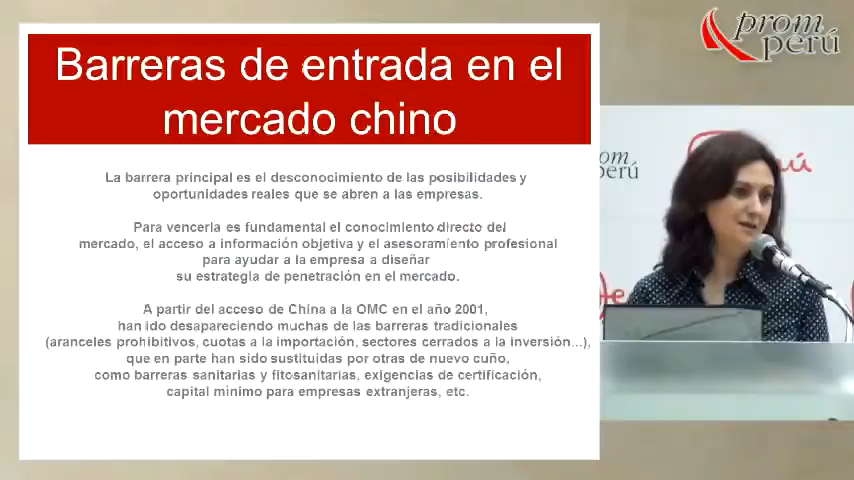 Barreras de entrada en el
mercado chino
La barrera principal es el desconocimiento de las posibilidades y
oportunidades reales que se abren a las empresas.
Para vencerla es fundamental el conocimiento directo del
mercado, el acceso a información objetiva y el asesoramiento profesional
para ayudar a la empresa a diseñar
su estrategia de penetración en el mercado.
A partir del acceso de China a la OMC en el año 2001,
han ido desapareciendo muchas de las barreras tradicionales
(aranceles prohibitivos, cuotas a la importación, sectores cerrados a la inversión...),
que en parte han sido sustituidas por otras de nuevo cuño,
como barreras sanitarias y fitosanitarias, exigencias de certificación,
capital mínimo para empresas extranjeras, etc.
prom
perú
om
perú
ú